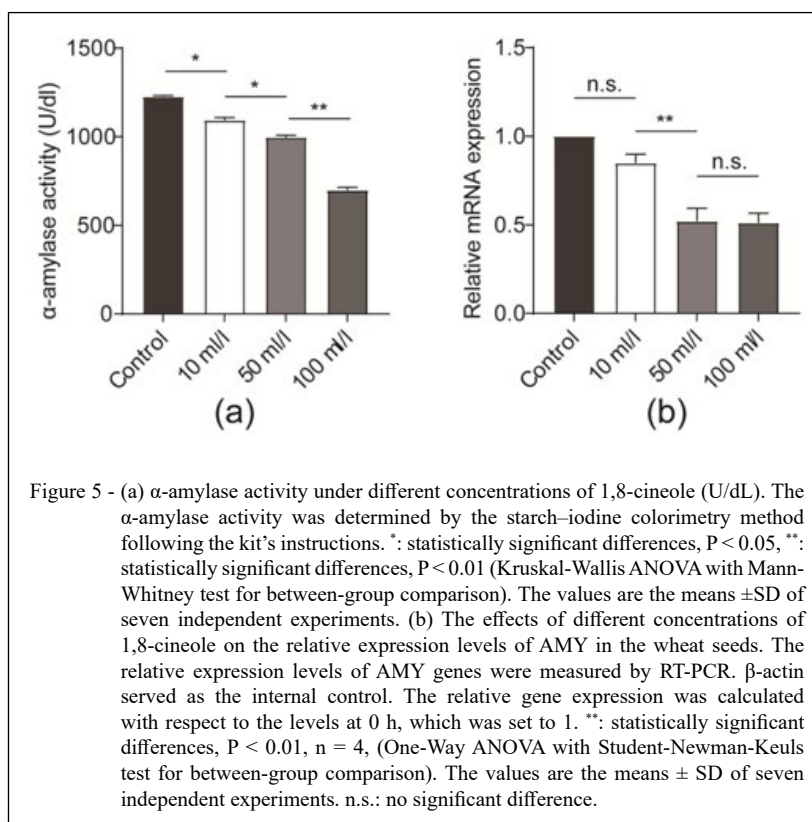 1500
1000
500
0
α-amylase activity (U/dl)
*
*
**
Control
10 ml/l
50 ml/l
100 ml/l
(a)
1.5
1.0
0.5
0.0
Relative mRNA expression
n.s.
**
n.s.
Control
10 ml/l
50 ml/l
100 ml/l
(b)
Figure 5 - (a) α-amylase activity under different concentrations of 1,8-cineole (U/dL). The
α-amylase activity was determined by the starch–iodine colorimetry method
following the kit's instructions. *: statistically significant differences, P < 0.05, **:
statistically significant differences, P < 0.01 (Kruskal-Wallis ANOVA with Mann-
Whitney test for between-group comparison). The values are the means ±SD of
seven independent experiments. (b) The effects of different concentrations of
1,8-cineole on the relative expression levels of AMY in the wheat seeds. The
relative expression levels of AMY genes were measured by RT-PCR. β-actin
served as the internal control. The relative gene expression was calculated
with respect to the levels at 0 h, which was set to 1. **: statistically significant
differences, P < 0.01, n = 4, (One-Way ANOVA with Student-Newman-Keuls
test for between-group comparison). The values are the means ± SD of seven
independent experiments. n.s.: no significant difference.